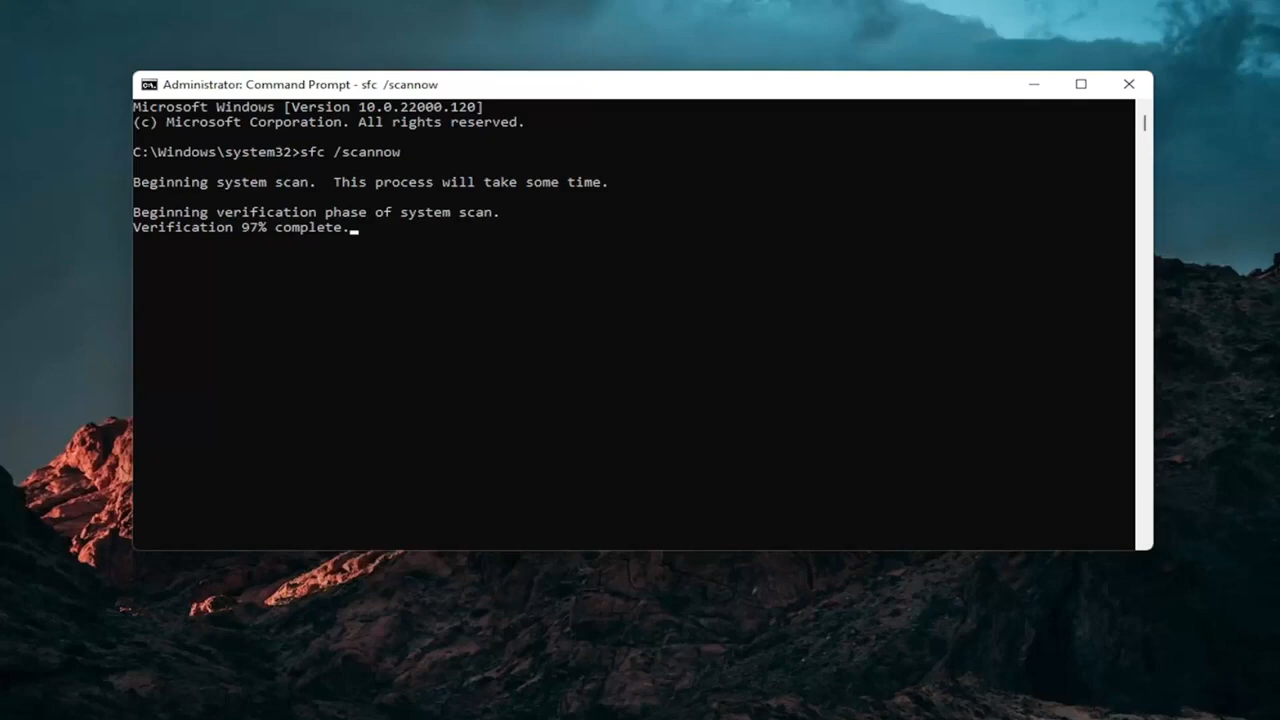 Administrator: Command Prompt - sfc  /scannow
Microsoft Windows [Version 10.0.22000.120]
(c) Microsoft Corporation. All rights reserved.
C:\Windows\system32>sfc /scannow
Beginning system scan.  This process will take some time.
Beginning verification phase of system scan.
Verification 97% complete.